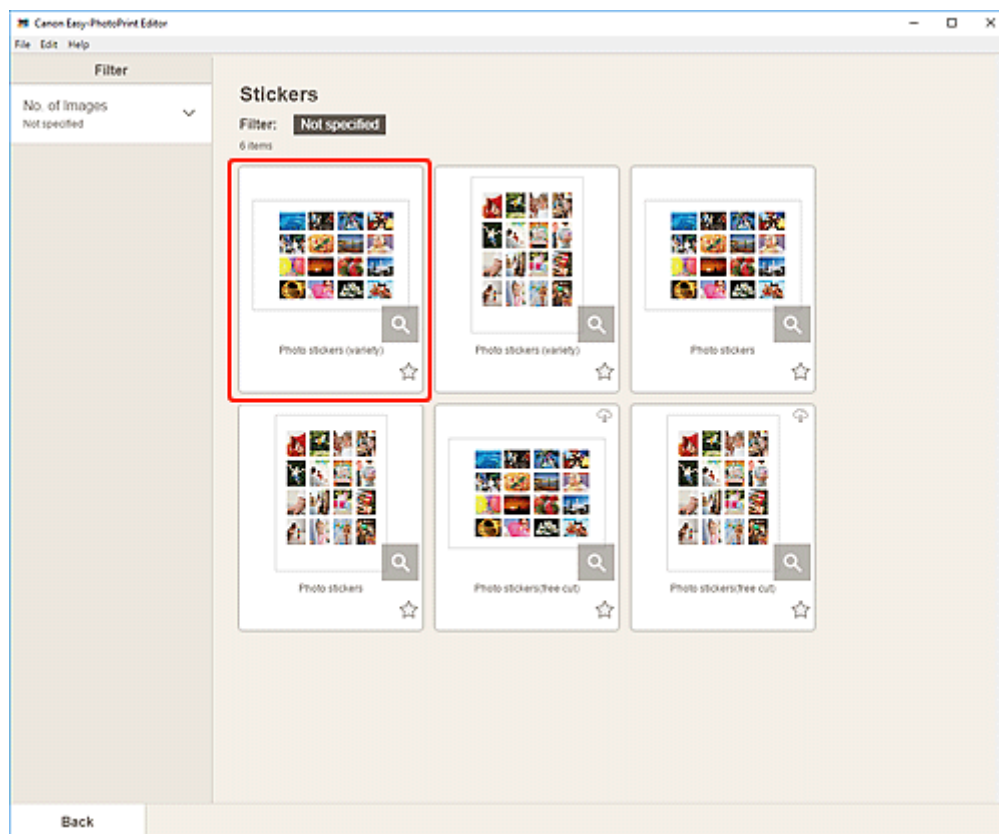 Canon Easy-PhotoPrint Editor
File Edit Help
Filter
No. of Images
Not specified
Stickers
Filter: Not specified
6 items
Photo stickers (variety)
Photo stickers (variety)
Photo stickers
Photo stickers
Photo stickers(free cut)
Photo stickers(free cut)
Back